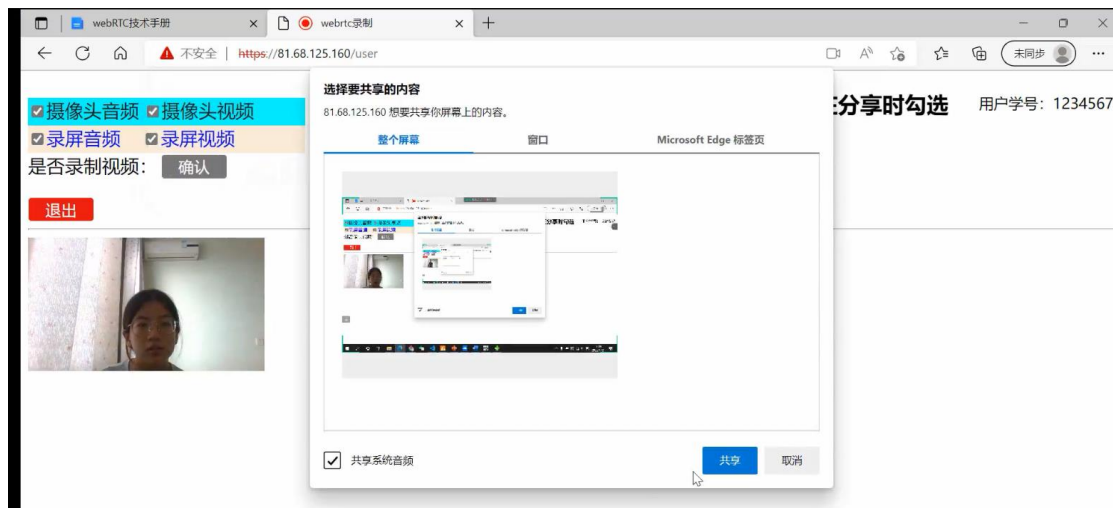 webRTC技术手册
webrtc录制
不安全 | https://81.68.125.160/user
未同步
选择要共享的内容
81.68.125.160 想要共享你屏幕上的内容。
整个屏幕 窗口 Microsoft Edge 标签页
摄像头音频 摄像头视频
录屏音频 录屏视频
是否录制视频： 确认
退出
分享时勾选 用户学号：1234567
共享系统音频
共享 取消